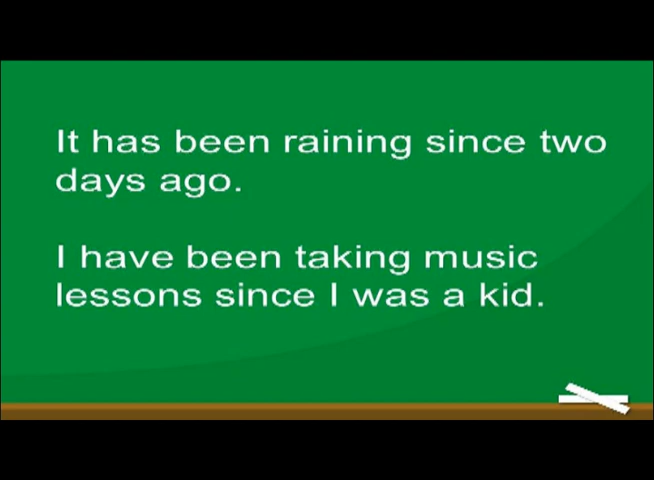 It has been raining since two
days ago.
I have been taking music
lessons since I was a kid.